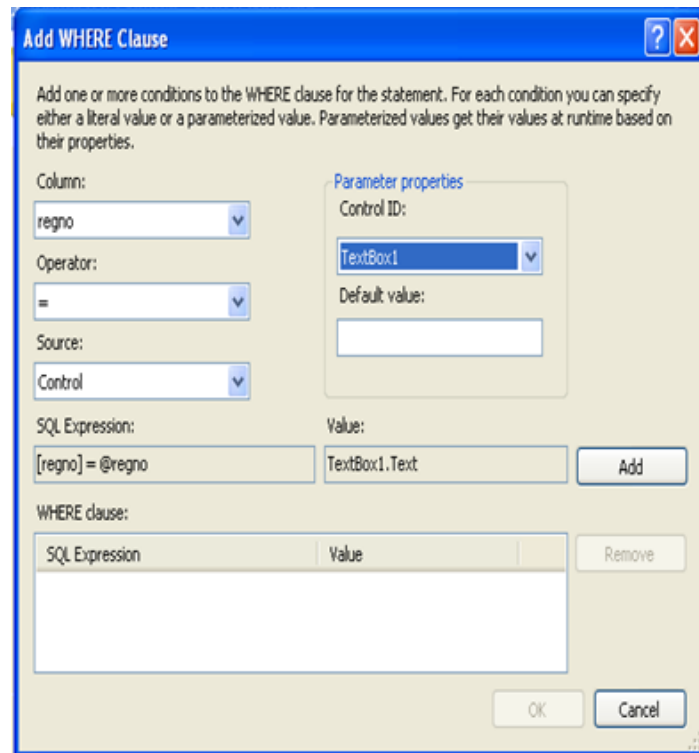 Add WHERE Clause
?
X
Add one or more conditions to the WHERE clause for the statement. For each condition you can specify
either a literal value or a parameterized value. Parameterized values get their values at runtime based on
their properties.
Column:
regno
Operator:
=
Source:
Control
Parameter properties
Control ID:
TextBox1
Default value:
SQL Expression:
[regno] = @regno
Value:
TextBox1.Text
Add
WHERE clause:
SQL Expression Value
Remove
OK Cancel